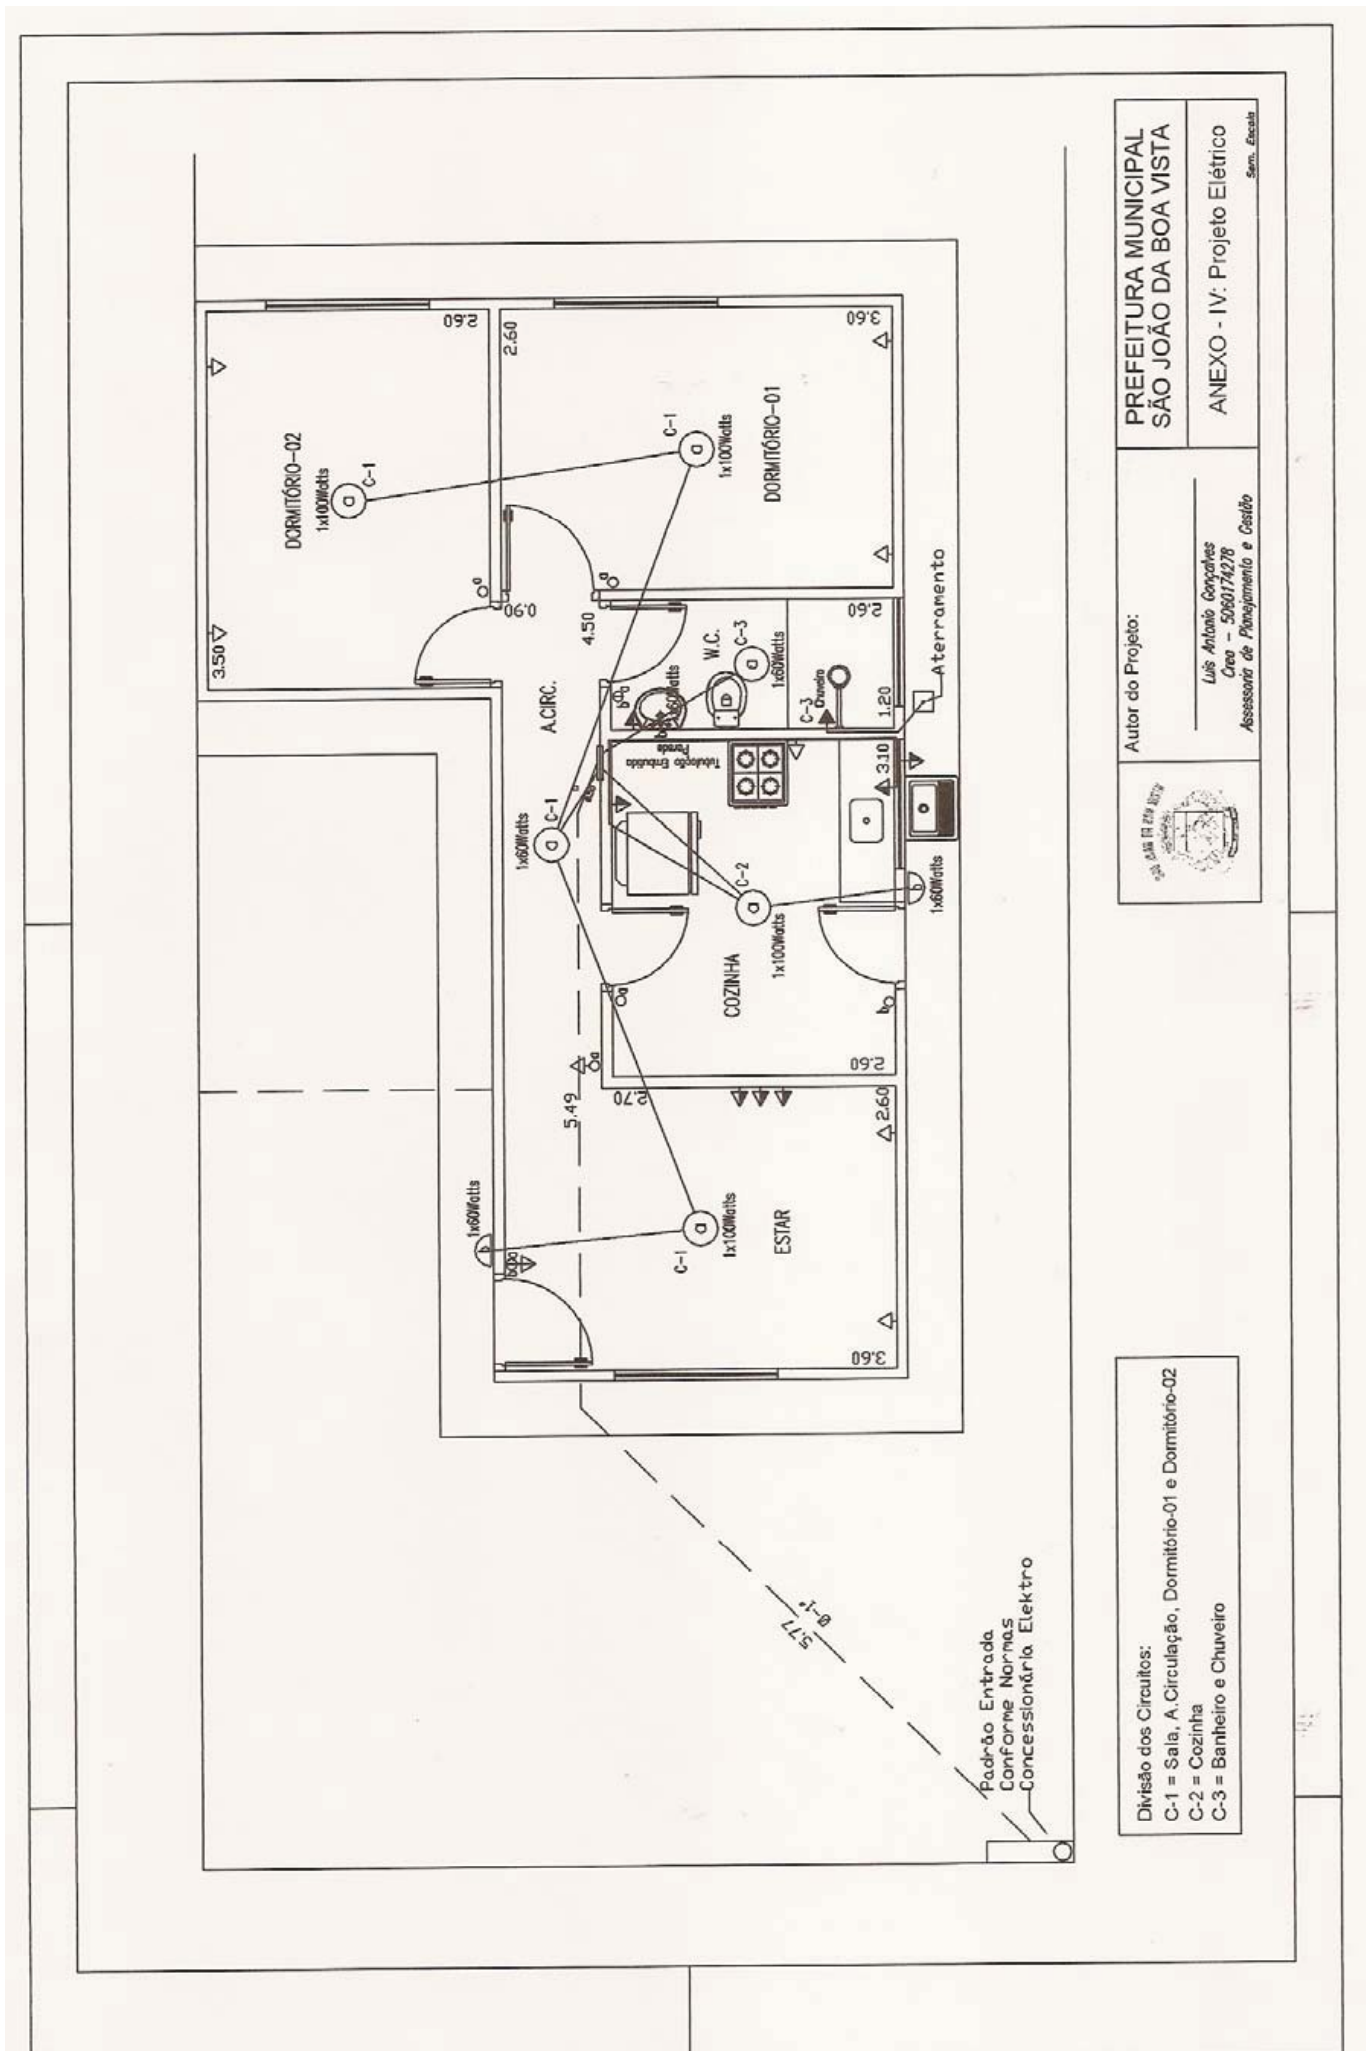 DORMITÓRIO-02
1x100Watts
C-1
3.50
2.60
2.60
3.60
C-1
1x100Watts
DORMITÓRIO-01
0.90
4.50
A.CIRC.
1x60Watts
C-1
W.C.
C-3
1x60Watts
1x60Watts
2.60
C-3
Chuveiro
1.20
Aterramento
Tubulação Embutida
Parede
3.10
C-2
1x100Watts
COZINHA
1x60Watts
2.60
5.49
2.70
2.60
1x60Watts
C-1
1x100Watts
ESTAR
3.60
5.77
Ø-1"
Padrão Entrada
Conforme Normas
Concessionária Elektro
Divisão dos Circuitos:
C-1 = Sala, A.Circulação, Dormitório-01 e Dormitório-02
C-2 = Cozinha
C-3 = Banheiro e Chuveiro
Autor do Projeto:
Luis Antonio Gonçalves
Crea - 5060174278
Assessoria de Planejamento e Gestão
PREFEITURA MUNICIPAL
SÃO JOÃO DA BOA VISTA
ANEXO - IV: Projeto Elétrico
Sem. Escala